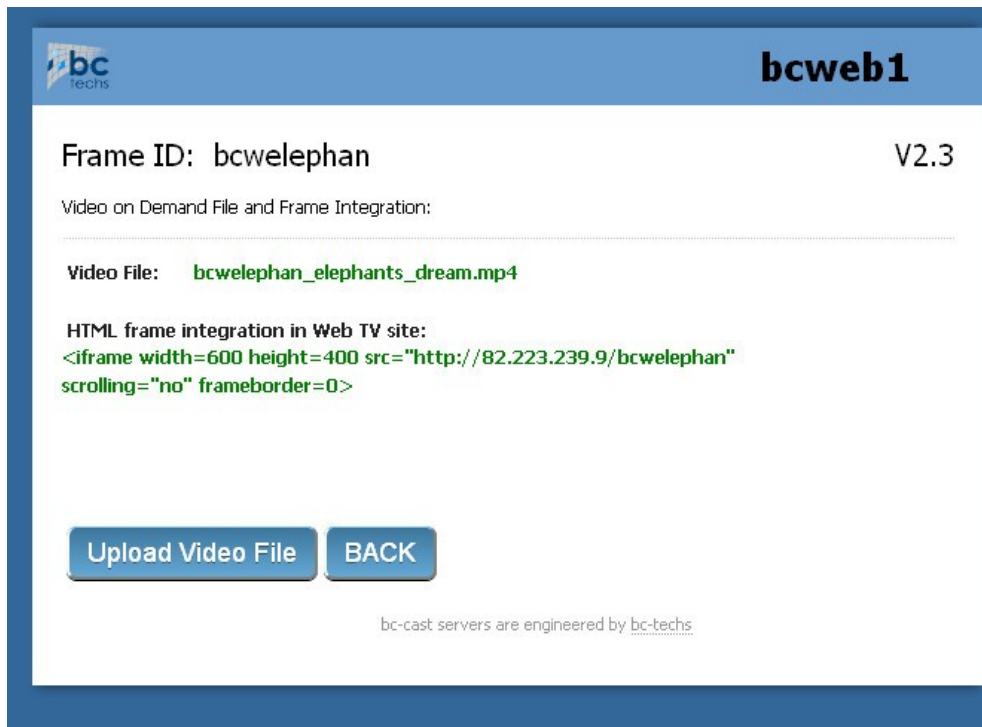 bc
techs
bcweb1
Frame ID: bcwelephan
V2.3
Video on Demand File and Frame Integration:
Video File: bcwelephan_elephants_dream.mp4
HTML frame integration in Web TV site:
<iframe width=600 height=400 src="http://82.223.239.9/bcwelephan"
scrolling="no" frameborder=0>
Upload Video File
BACK
bc-cast servers are engineered by bc-techs